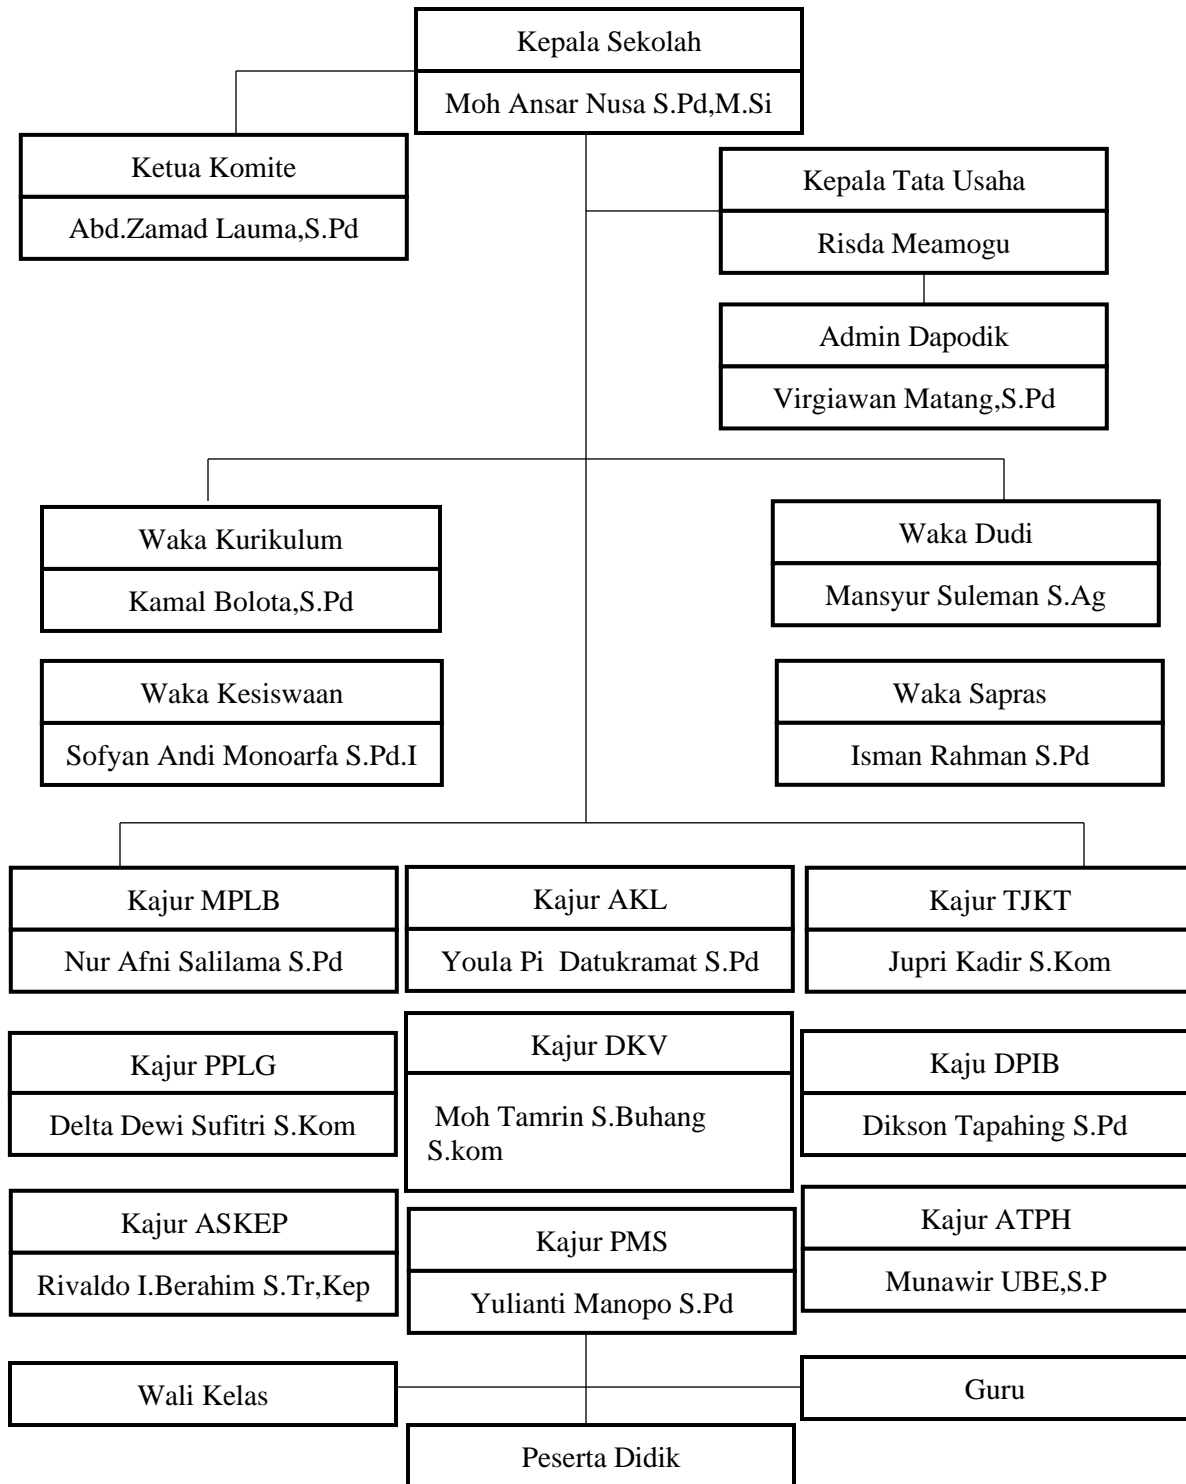 Kepala Sekolah
Moh Ansar Nusa S.Pd,M.Si
Ketua Komite
Abd.Zamad Lauma,S.Pd
Kepala Tata Usaha
Risda Meamogu
Admin Dapodik
Virgiawan Matang,S.Pd
Waka Kurikulum
Kamal Bolota,S.Pd
Waka Dudi
Mansyur Suleman S.Ag
Waka Kesiswaan
Sofyan Andi Monoarfa S.Pd.I
Waka Sapras
Isman Rahman S.Pd
Kajur MPLB
Nur Afni Salilama S.Pd
Kajur AKL
Youla Pi  Datukramat S.Pd
Kajur TJKT
Jupri Kadir S.Kom
Kajur PPLG
Delta Dewi Sufitri S.Kom
Kajur DKV
Moh Tamrin S.Buhang
S.kom
Kaju DPIB
Dikson Tapahing S.Pd
Kajur ASKEP
Rivaldo I.Berahim S.Tr,Kep
Kajur PMS
Yulianti Manopo S.Pd
Kajur ATPH
Munawir UBE,S.P
Wali Kelas
Guru
Peserta Didik